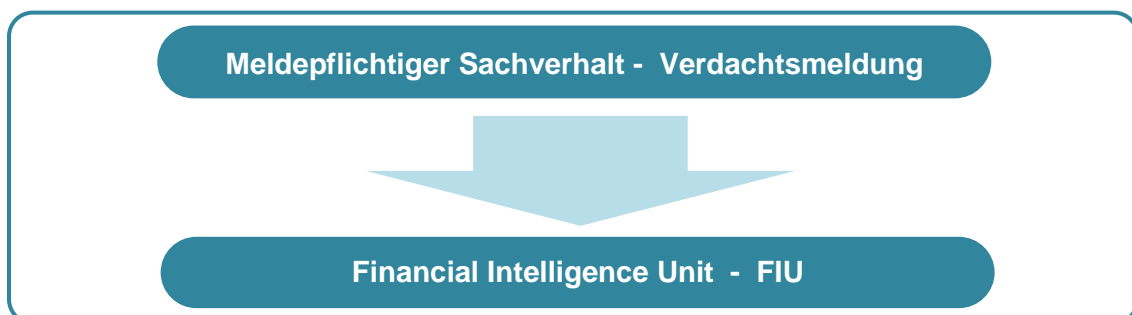 Meldepflichtiger Sachverhalt - Verdachtsmeldung
Financial Intelligence Unit - FIU